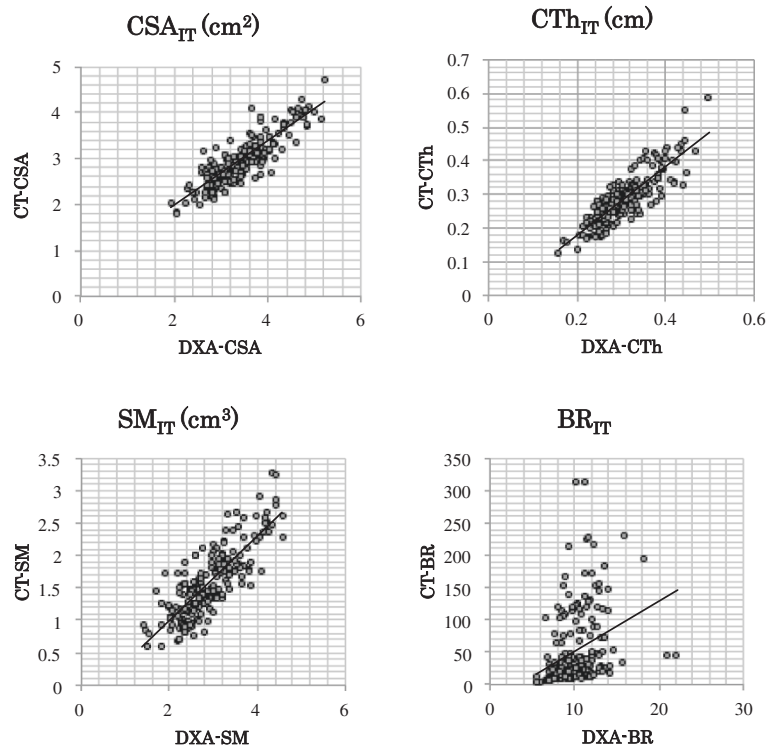 CSAIT (cm²)
5
4
3
2
1
0
CT-CSA
0 2 4 6
DXA-CSA
CThIT (cm)
0.7
0.6
0.5
0.4
0.3
0.2
0.1
0
CT-CTh
0 0.2 0.4 0.6
DXA-CTh
SMIT (cm³)
3.5
3
2.5
2
1.5
1
0.5
0
CT-SM
0 2 4 6
DXA-SM
BRIT
350
300
250
200
150
100
50
0
CT-BR
0 10 20 30
DXA-BR